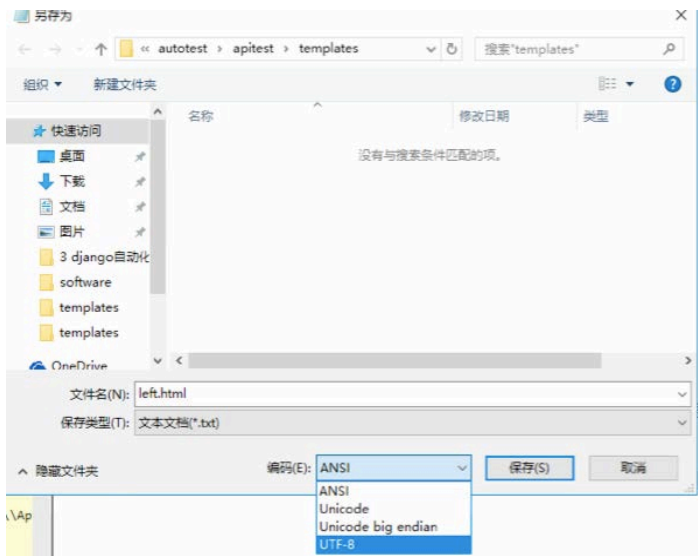 另存为
« autotest › apitest › templates
搜索"templates"
组织 新建文件夹
名称 修改日期 类型
快速访问
没有与搜索条件匹配的项。
桌面
下载
文档
图片
3 django自动化
software
templates
templates
OneDrive
文件名(N): left.html
保存类型(T): 文本文档(*.txt)
隐藏文件夹 编码(E): ANSI 保存(S) 取消
ANSI
Unicode
Unicode big endian
UTF-8
\\Ap